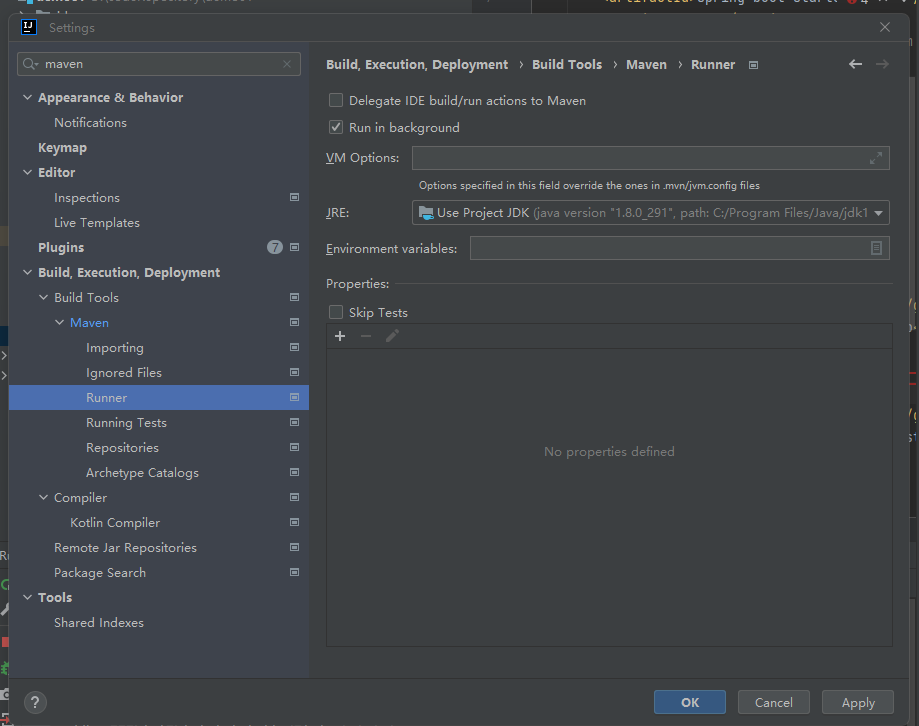 Settings
maven
Appearance & Behavior
Notifications
Keymap
Editor
Inspections
Live Templates
Plugins
7
Build, Execution, Deployment
Build Tools
Maven
Importing
Ignored Files
Runner
Running Tests
Repositories
Archetype Catalogs
Compiler
Kotlin Compiler
Remote Jar Repositories
Package Search
Tools
Shared Indexes
Build, Execution, Deployment › Build Tools › Maven › Runner
Delegate IDE build/run actions to Maven
Run in background
VM Options:
Options specified in this field override the ones in .mvn/jvm.config files
JRE:
Use Project JDK (java version "1.8.0_291", path: C:/Program Files/Java/jdk1
Environment variables:
Properties:
Skip Tests
No properties defined
?
OK
Cancel
Apply